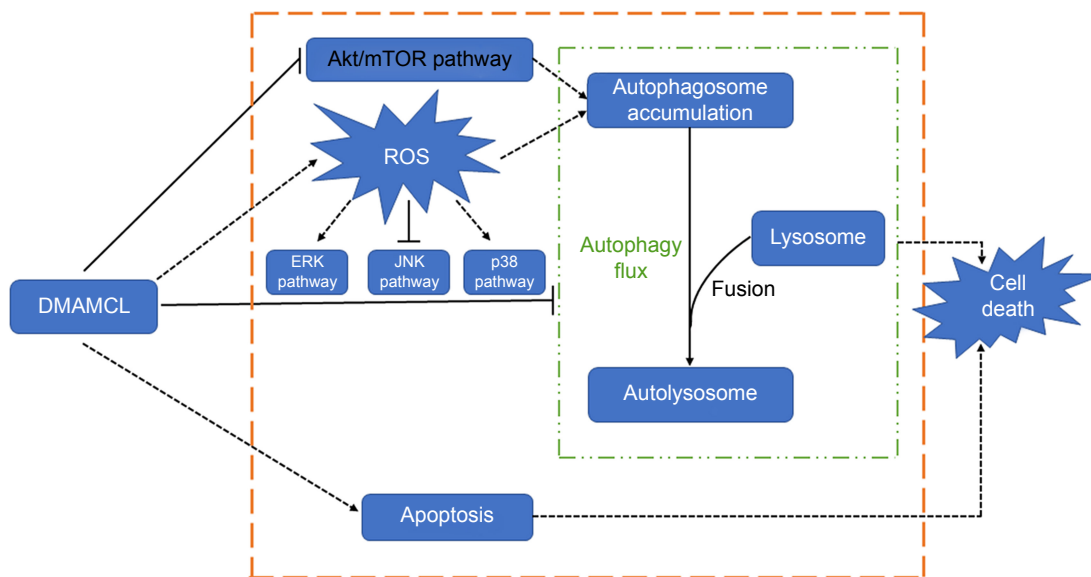 Akt/mTOR pathway
Autophagosome
accumulation
ROS
ERK
pathway
JNK
pathway
p38
pathway
Autophagy
flux
Lysosome
Fusion
Cell
death
DMAMCL
Autolysosome
Apoptosis